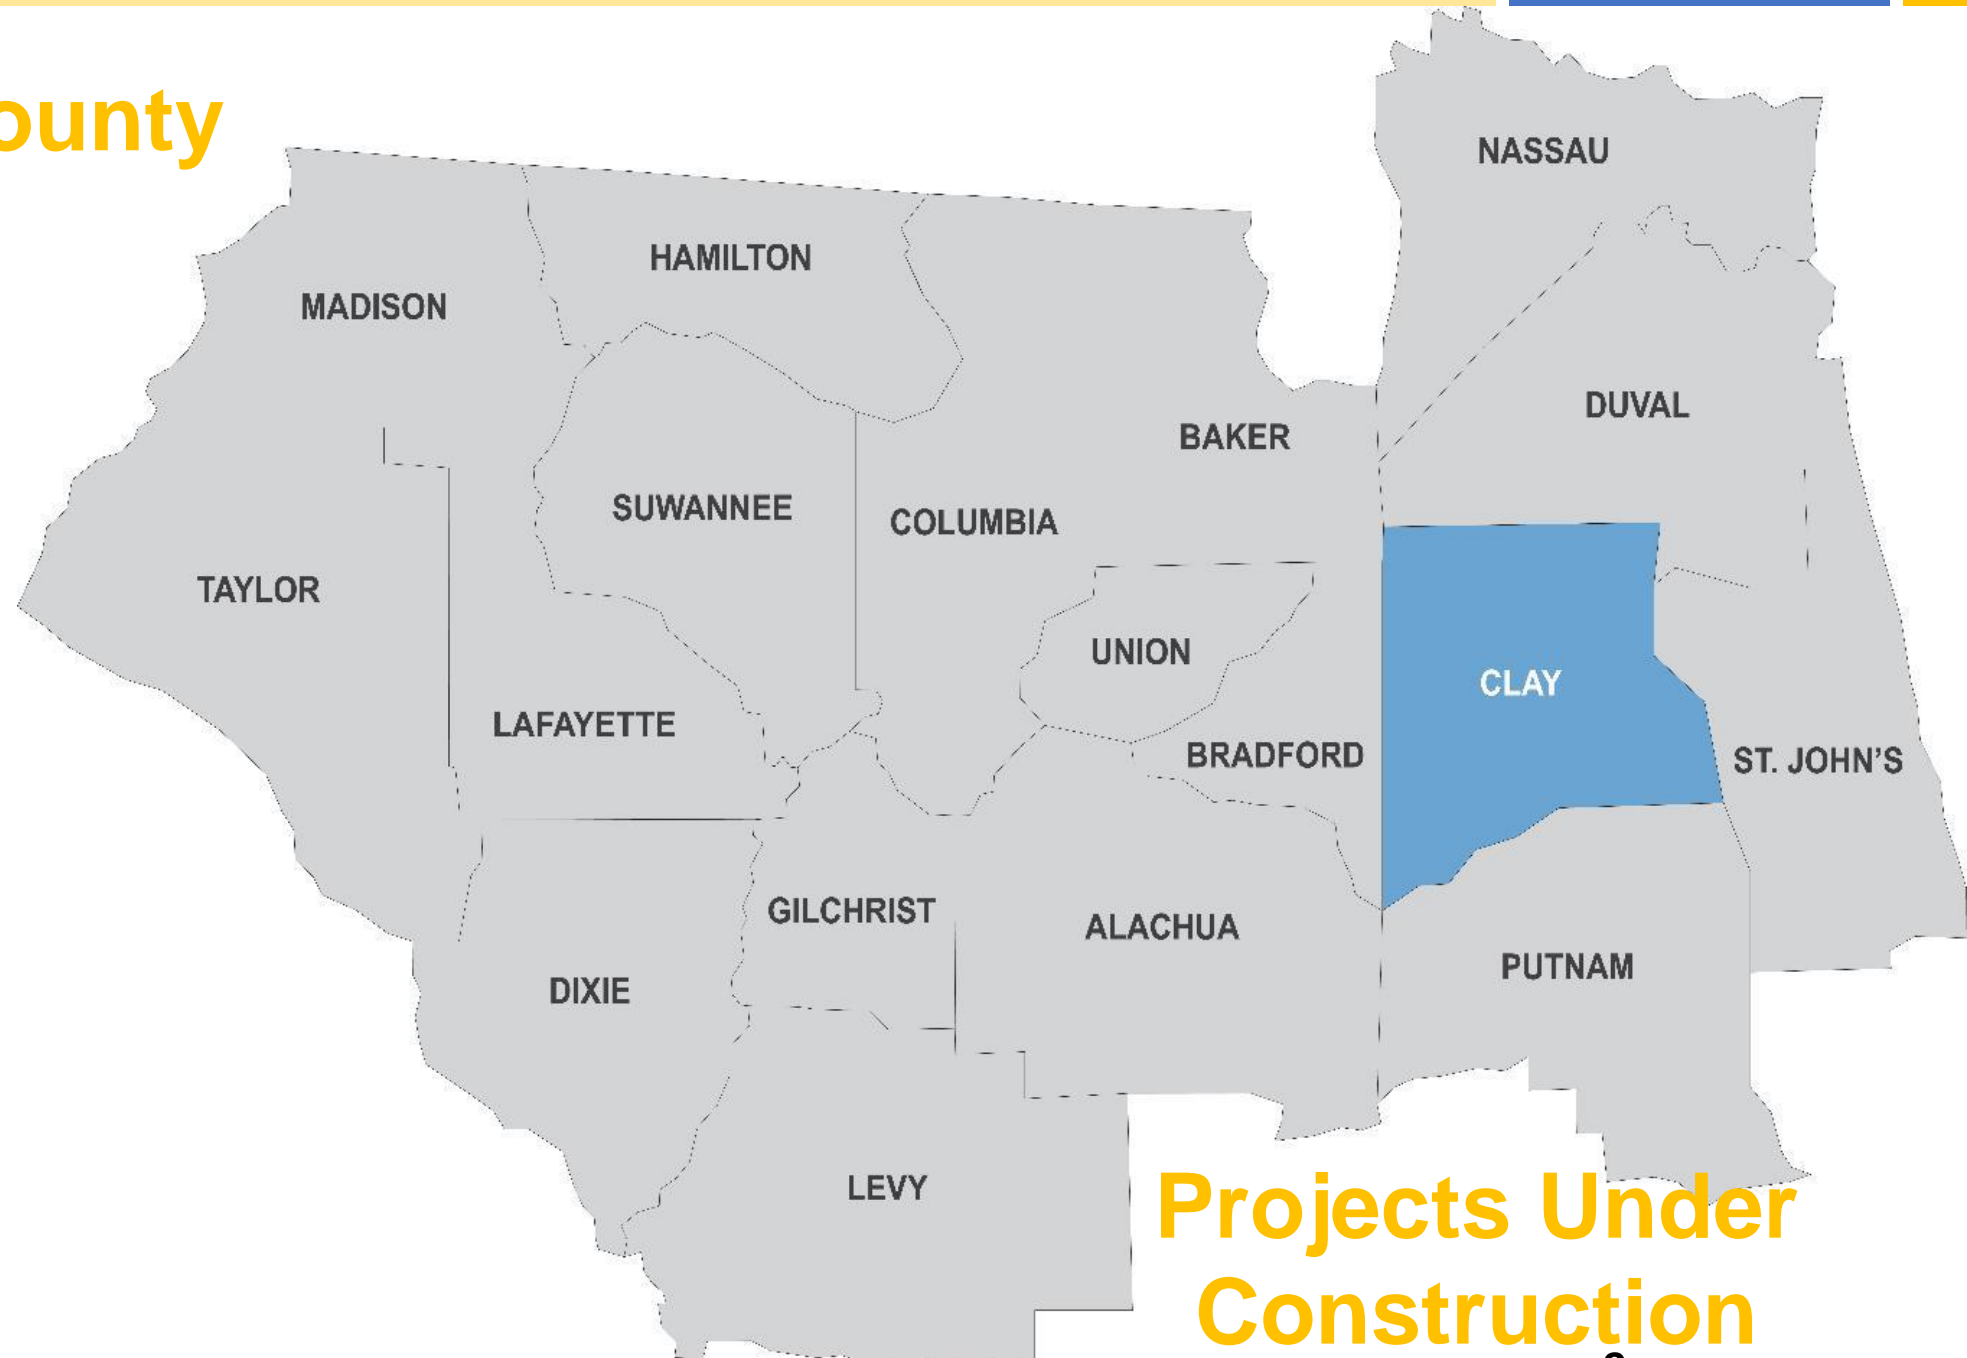 ounty
NASSAU
HAMILTON
MADISON
DUVAL
BAKER
SUWANNEE
COLUMBIA
TAYLOR
UNION
CLAY
LAFAYETTE
BRADFORD
ST. JOHN'S
GILCHRIST
ALACHUA
PUTNAM
DIXIE
LEVY
Projects Under
Construction